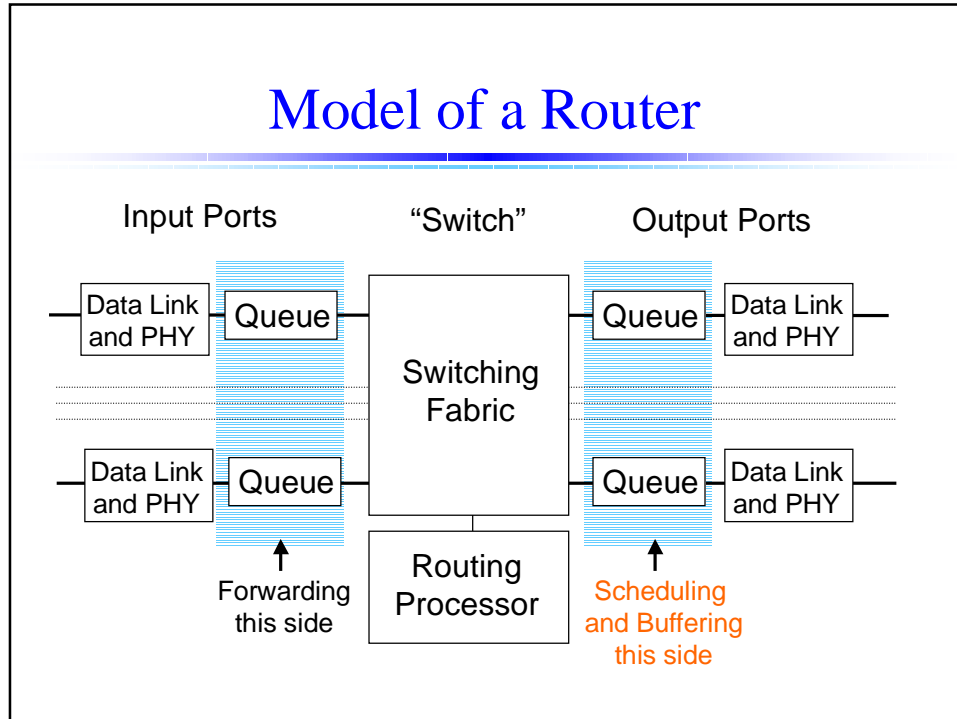 Model of a Router
Input Ports
“Switch”
Output Ports
Data Link
and PHY
Queue
Switching
Fabric
Queue
Data Link
and PHY
Data Link
and PHY
Queue
Queue
Data Link
and PHY
Forwarding
this side
Routing
Processor
Scheduling
and Buffering
this side